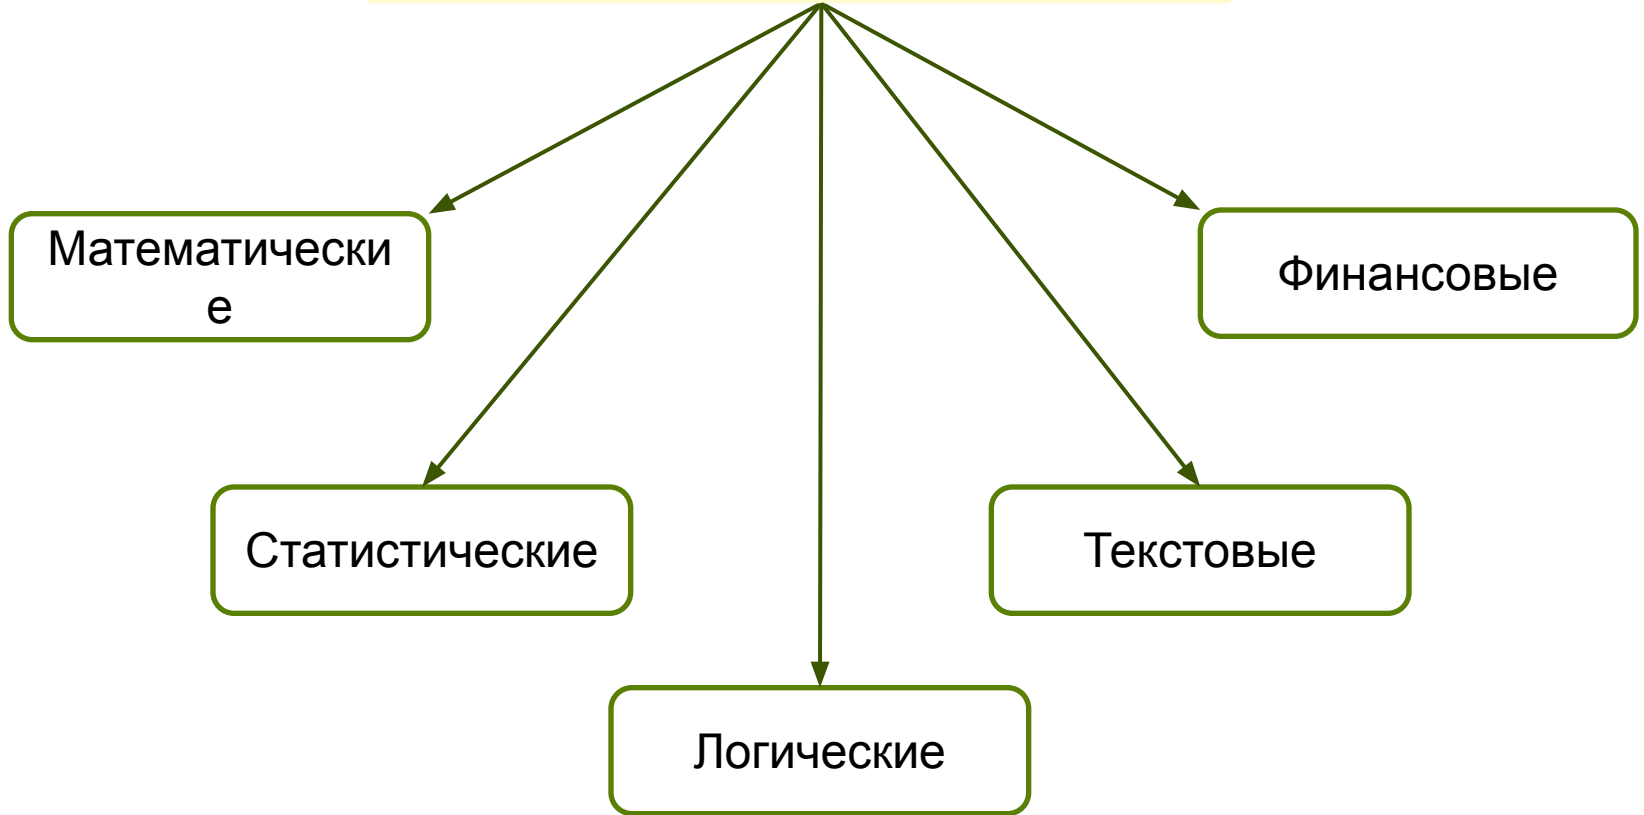 Математически
е
Финансовые
Статистические
Текстовые
Логические